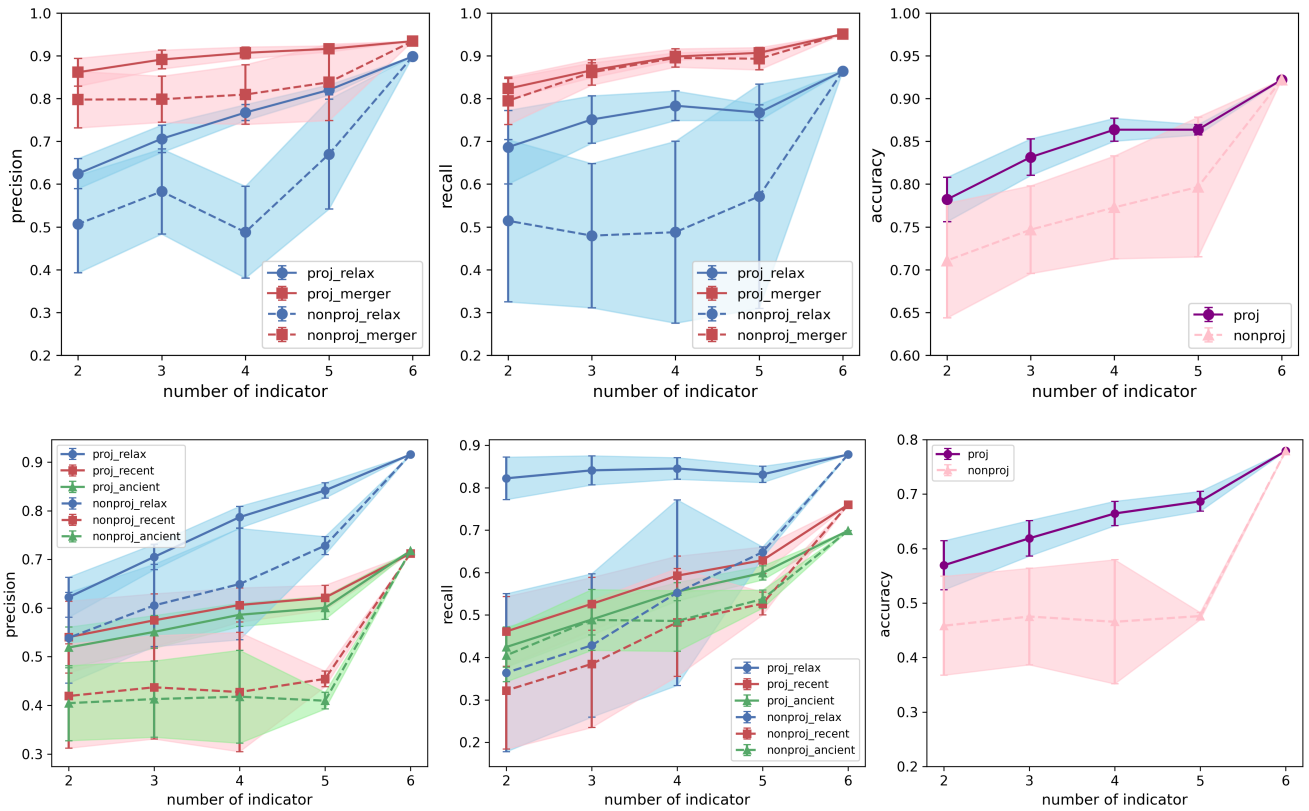 1.0
0.9
0.8
0.7
0.6
0.5
0.4
0.3
0.2
precision
proj_relax
proj_merger
nonproj_relax
nonproj_merger
2 3 4 5 6
number of indicator
1.0
0.9
0.8
0.7
0.6
0.5
0.4
0.3
0.2
recall
proj_relax
proj_merger
nonproj_relax
nonproj_merger
2 3 4 5 6
number of indicator
1.00
0.95
0.90
0.85
0.80
0.75
0.70
0.65
0.60
accuracy
proj
nonproj
2 3 4 5 6
number of indicator
0.9
0.8
0.7
0.6
0.5
0.4
0.3
precision
proj_relax
proj_recent
proj_ancient
nonproj_relax
nonproj_recent
nonproj_ancient
2 3 4 5 6
number of indicator
0.9
0.8
0.7
0.6
0.5
0.4
0.3
0.2
recall
proj_relax
proj_recent
proj_ancient
nonproj_relax
nonproj_recent
nonproj_ancient
2 3 4 5 6
number of indicator
0.8
0.7
0.6
0.5
0.4
0.3
0.2
accuracy
proj
nonproj
2 3 4 5 6
number of indicator